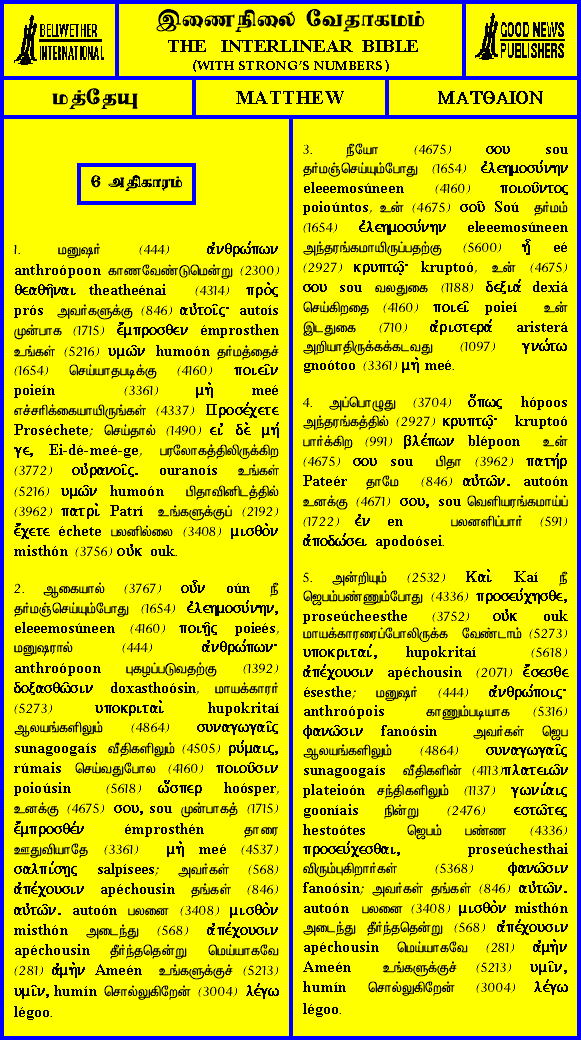 BELLWETHER
INTERNATIONAL
இணைநிலை வேதாகமம்
THE INTERLINEAR BIBLE
(WITH STRONG'S NUMBERS)
GOOD NEWS
PUBLISHERS
மத்தேயு
MATTHEW
ΜΑΤΘΑΙΟΝ
6 அதிகாரம்
1. மனுஷர் (444) ἀνθρώπων
anthroópoon காணவேண்டுமென்று (2300)
θεαθῆναι theatheénai (4314) πρὸς
prós அவர்களுக்கு (846) αὐτοῖς· autoís
முன்பாக (1715) ἔμπροσθεν émprosthen
உங்கள் (5216) υμῶν humoón தர்மத்தைச்
(1654) செய்யாதபடிக்கு (4160) ποιεῖν
poieín (3361) μὴ meé
எச்சரிக்கையாயிருங்கள் (4337) Προσέχετε
Proséchete; செய்தால் (1490) εἰ δὲ μή
γε, Ei-dé-meé-ge, பரலோகத்திலிருக்கிற
(3772) οὐρανοῖς. ouranoís உங்கள்
(5216) υμῶν humoón பிதாவினிடத்தில்
(3962) πατρὶ Patrí உங்களுக்குப் (2192)
ἔχετε échete பலனில்லை (3408) μισθὸν
misthón (3756) οὐκ ouk.
2. ஆகையால் (3767) οὖν oún நீ
தர்மஞ்செய்யும்போது (1654) ἐλεημοσύνην,
eleeemosúneen (4160) ποιῇς poieés,
மனுஷரால் (444) ἀνθρώπων·
anthroópoon புகழப்படுவதற்கு (1392)
δοξασθῶσιν doxasthoósin, மாயக்காரர்
(5273) υποκριταὶ hupokritaí
ஆலயங்களிலும் (4864) συναγωγαῖς
sunagoogaís வீதிகளிலும் (4505) ρύμαις,
rúmais செய்வதுபோல (4160) ποιοῦσιν
poioúsin (5618) ὥσπερ hoósper,
உனக்கு (4675) σου, sou முன்பாகத் (1715)
ἔμπροσθέν émprosthén தாரை
ஊதுவியாதே (3361) μὴ meé (4537)
σαλπίσῃς salpísees; அவர்கள் (568)
ἀπέχουσιν apéchousin தங்கள் (846)
αὐτῶν. autoón பலனை (3408) μισθὸν
misthón அடைந்து (568) ἀπέχουσιν
apéchousin தீர்ந்ததென்று மெய்யாகவே
(281) ἀμὴν Ameén உங்களுக்குச் (5213)
υμῖν, humín சொல்லுகிறேன் (3004) λέγω
légoo.
3. நீயோ (4675) σου sou
தர்மஞ்செய்யும்போது (1654) ἐλεημοσύνην
eleeemosúneen (4160) ποιοῦντος
poioúntos, உன் (4675) σοῦ Soú தர்மம்
(1654) ἐλεημοσύνην eleeemosúneen
அந்தரங்கமாயிருப்பதற்கு (5600) ᾖ eé
(2927) κρυπτῷ· kruptoó, உன் (4675)
σου sou வலதுகை (1188) δεξιά dexiá
செய்கிறதை (4160) ποιεῖ poieí உன்
இடதுகை (710) ἀριστερά aristerá
அறியாதிருக்கக்கடவது (1097) γνώτω
gnoótoo (3361) μὴ meé.
4. அப்பொழுது (3704) ὅπως hópoos
அந்தரங்கத்தில் (2927) κρυπτῷ· kruptoó
பார்க்கிற (991) βλέπων blépoon உன்
(4675) σου sou பிதா (3962) πατήρ
Pateér தாமே (846) αὐτῶν. autoón
உனக்கு (4671) σου, sou வெளியரங்கமாய்ப்
(1722) ἐν en பலனளிப்பார் (591)
ἀποδώσει apodoósei.
5. அன்றியும் (2532) Καὶ Kaí நீ
ஜெபம்பண்ணும்போது (4336) προσεύχησθε,
proseúcheesthe (3752) οὐκ ouk
மாயக்காரரைப்போலிருக்க வேண்டாம் (5273)
υποκριταί, hupokritaí (5618)
ἀπέχουσιν apéchousin (2071) ἔσεσθε
ésesthe; மனுஷர் (444) ἀνθρώποις·
anthroópois காணும்படியாக (5316)
φανῶσιν fanoósin அவர்கள் ஜெப
ஆலயங்களிலும் (4864) συναγωγαῖς
sunagoogaís வீதிகளின் (4113)πλατειῶν
plateioón சந்திகளிலும் (1137) γωνίαις
gooníais நின்று (2476) εστῶτες
hestoótes ஜெபம் பண்ண (4336)
προσεύχεσθαι, proseúchesthai
விரும்புகிறார்கள் (5368) φανῶσιν
fanoósin; அவர்கள் தங்கள் (846) αὐτῶν.
autoón பலனை (3408) μισθὸν misthón
அடைந்து தீர்ந்ததென்று (568) ἀπέχουσιν
apéchousin மெய்யாகவே (281) ἀμὴν
Ameén உங்களுக்குச் (5213) υμῖν,
humín சொல்லுகிறேன் (3004) λέγω
légoo.